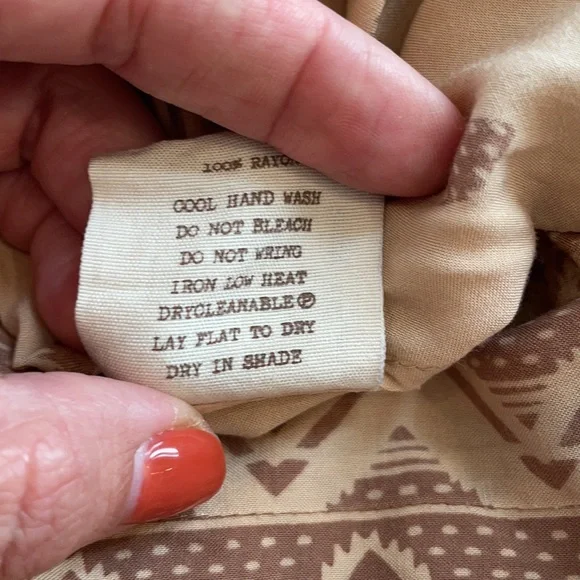 100% RAYON
COOL HAND WASH
DO NOT BLEACH
DO NOT WRING
IRON LOW HEAT
DRYCLEANABLE Ⓟ
LAY FLAT TO DRY
DRY IN SHADE